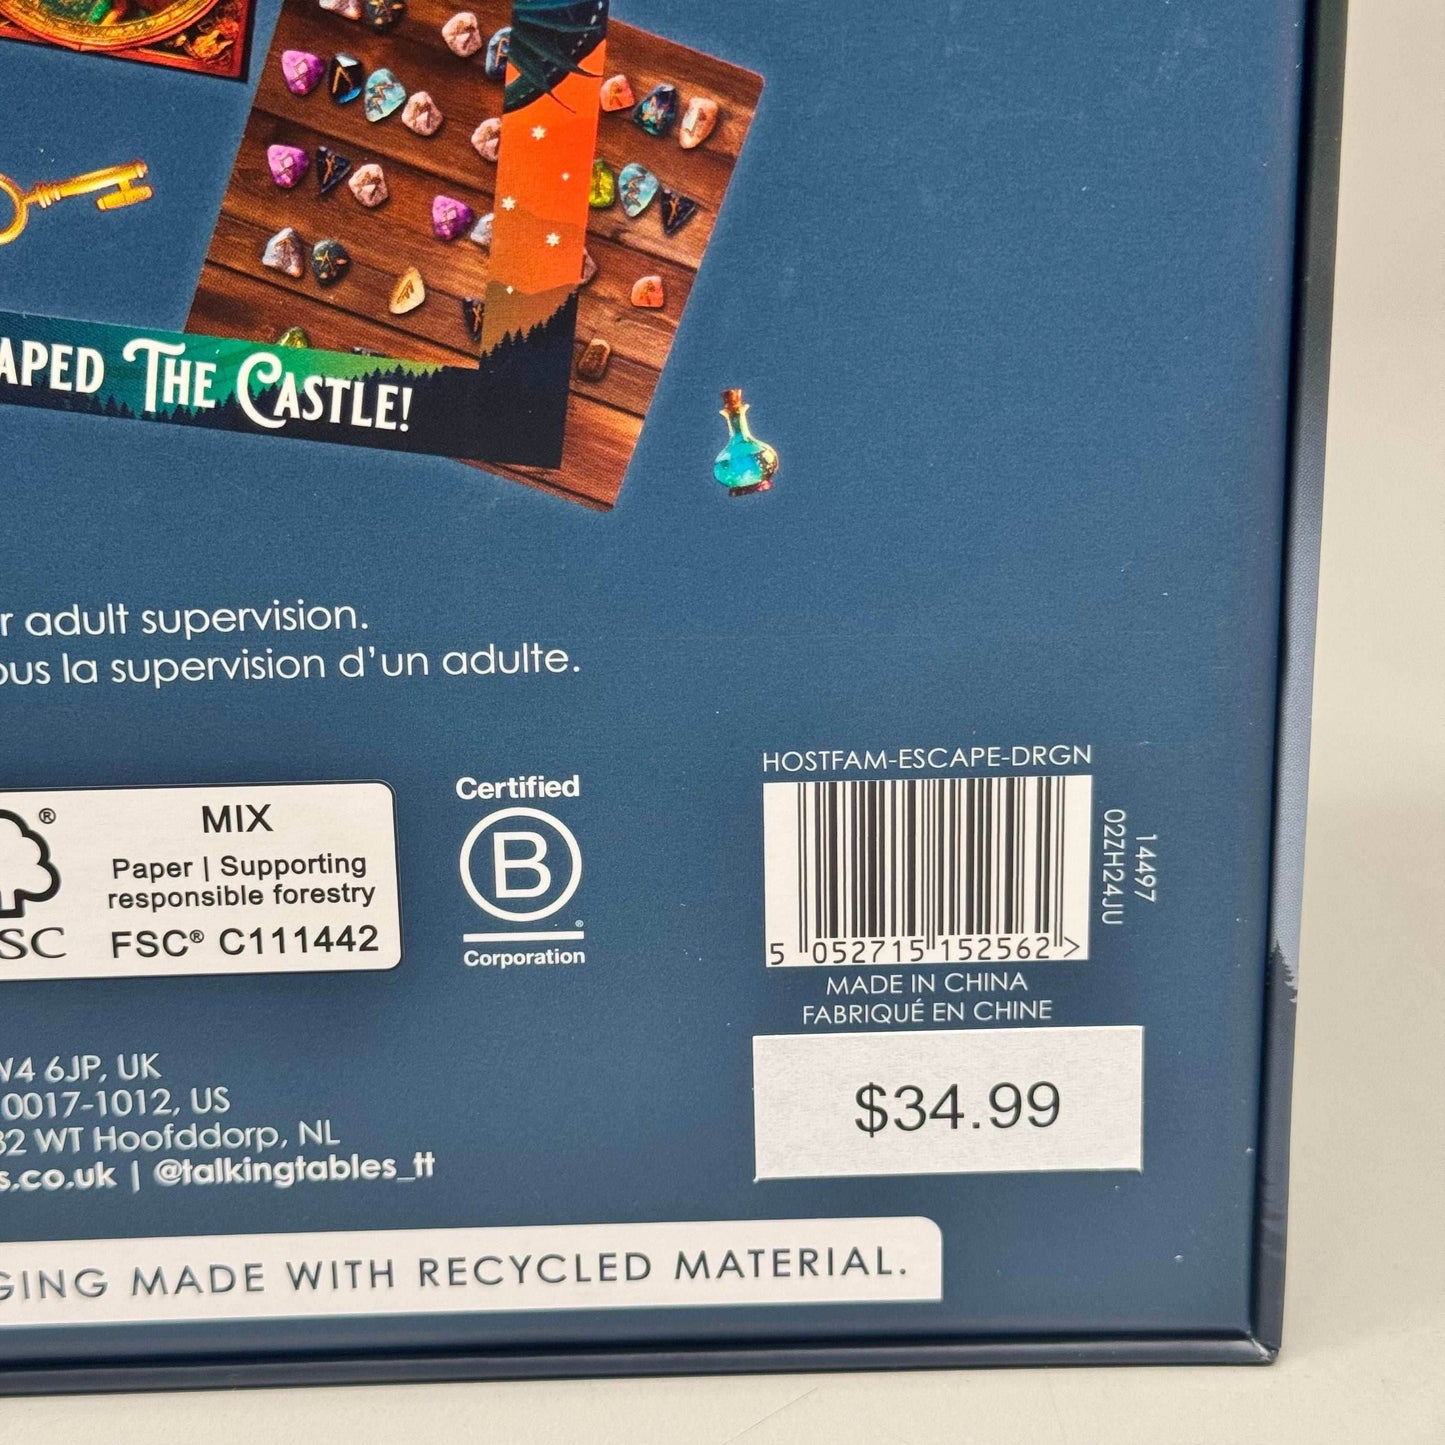 APED THE CASTLE!
r adult supervision.
ous la supervision d'un adulte.
HOSTFAM-ESCAPE-DRGN
14497
02ZH24JU
5 052715 152562 >
MADE IN CHINA
FABRIQUÉ EN CHINE
$34.99
Certified
B
®
Corporation
®
MIX
Paper | Supporting
responsible forestry
FSC® C111442
SC
W4 6JP, UK
0017-1012, US
32 WT Hoofddorp, NL
s.co.uk | @talkingtables_tt
GING MADE WITH RECYCLED MATERIAL.